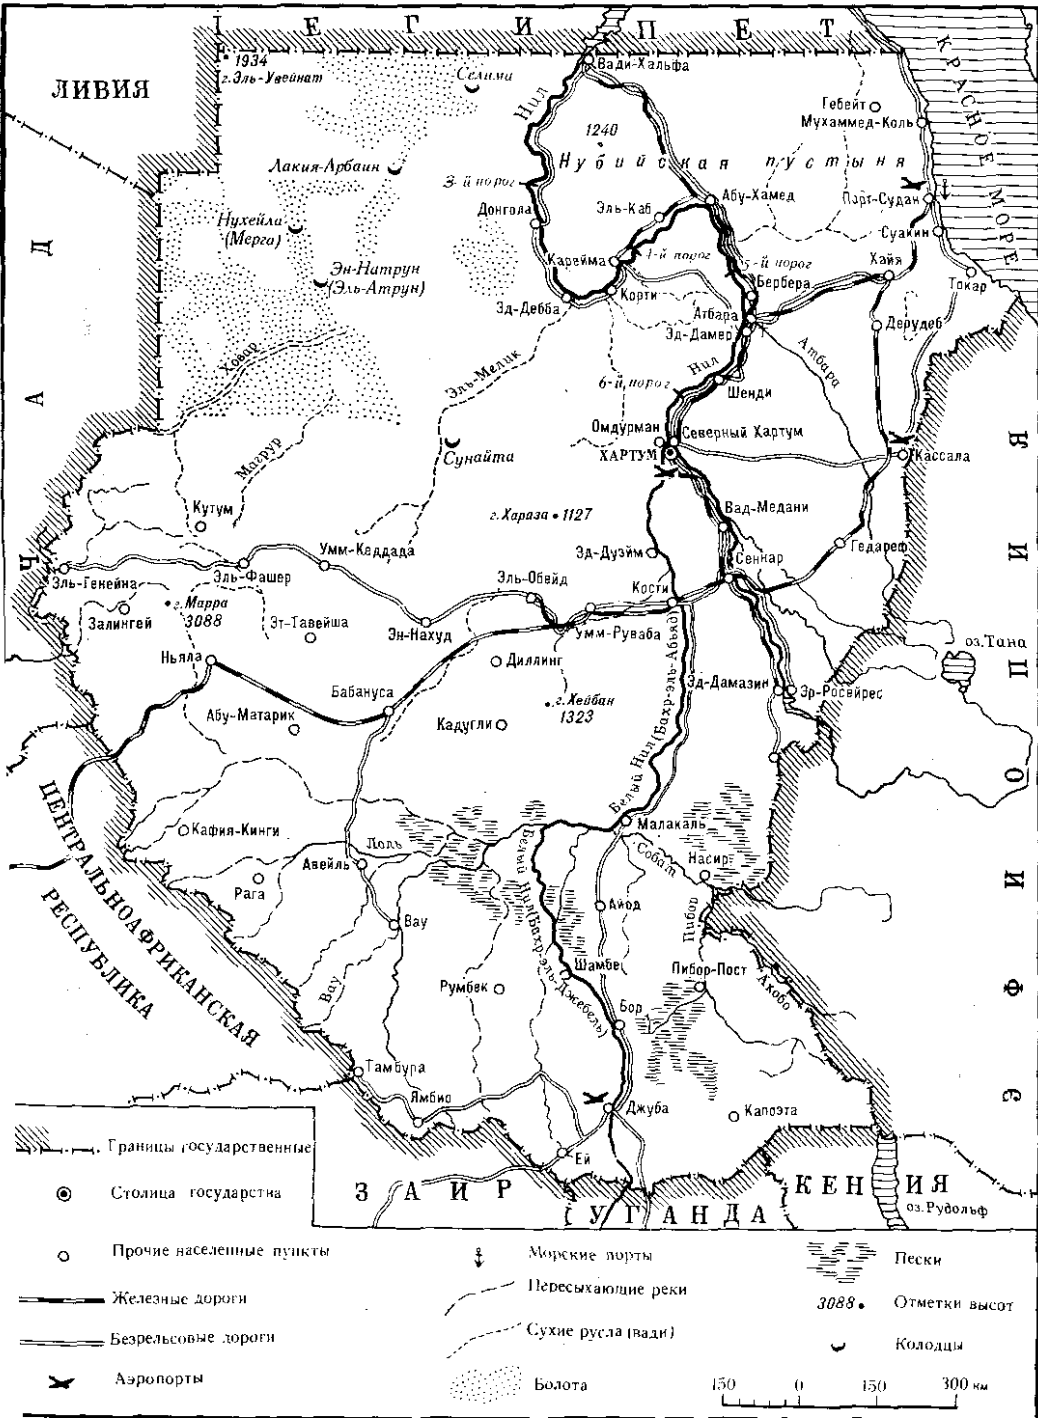 ЕГИПЕТ
ЛИВИЯ
1934
г.Эль-Увейнат
Селима
Вади-Хальфа
КРАСНОЕ МОРЕ
Нил
Гебейт
Мухаммед-Коль
1240
Нубийская пустыня
Лакия-Арбаин
3-й порог
Абу-Хамед
Порт-Судан
Донгола
Эль-Каб
Нухейла
(Мерга)
Суакин
Карейма
4-й порог
5-й порог
Хайя
Эн-Натрун
(Эль-Атрун)
Бербера
Токар
Эд-Дебба
Корти
Атбара
Эд-Дамер
Дерудеб
Атбара
Ховар
Эль-Мелик
Нил
6-й порог
Шенди
ЧАД
Омдурман
Северный Хартум
ХАРТУМ
Кассала
Магрур
Сунайта
Кутум
г.Хараза 1127
Вад-Медани
Умм-Каддада
Эд-Дуэйм
Гедареф
Эль-Генейна
Эль-Фашер
Эль-Обейд
Кости
Сеннар
г.Марра
3088
Залингей
Эт-Тавейша
Эн-Нахуд
Умм-Руваба
оз.Тана
Ньяла
Диллинг
Бабануса
Эд-Дамазин
Эр-Росейрес
Абу-Матарик
Кадугли
г.Хейбан
1323
Белый Нил (Бахр-эль-Абьяд)
ЭФИОПИЯ
ЦЕНТРАЛЬНОАФРИКАНСКАЯ
РЕСПУБЛИКА
Кафия-Кинги
Малакаль
Лоль
Авейль
Собат
Насир
Рага
Белый Нил (Бахр-эль-Джебель)
Айод
Пибор
Вау
Вау
Шамбе
Пибор-Пост
Акобо
Румбек
Бор
Тамбура
Ямбио
Джуба
Капоэта
Ей
ЗАИР
УГАНДА
КЕНИЯ
оз.Рудольф
Границы государственные
Столица государства
Прочие населенные пункты
Железные дороги
Безрельсовые дороги
Аэропорты
Морские порты
Пересыхающие реки
Сухие русла (вади)
Болота
Пески
3088 Отметки высот
Колодцы
150 0 150 300 км